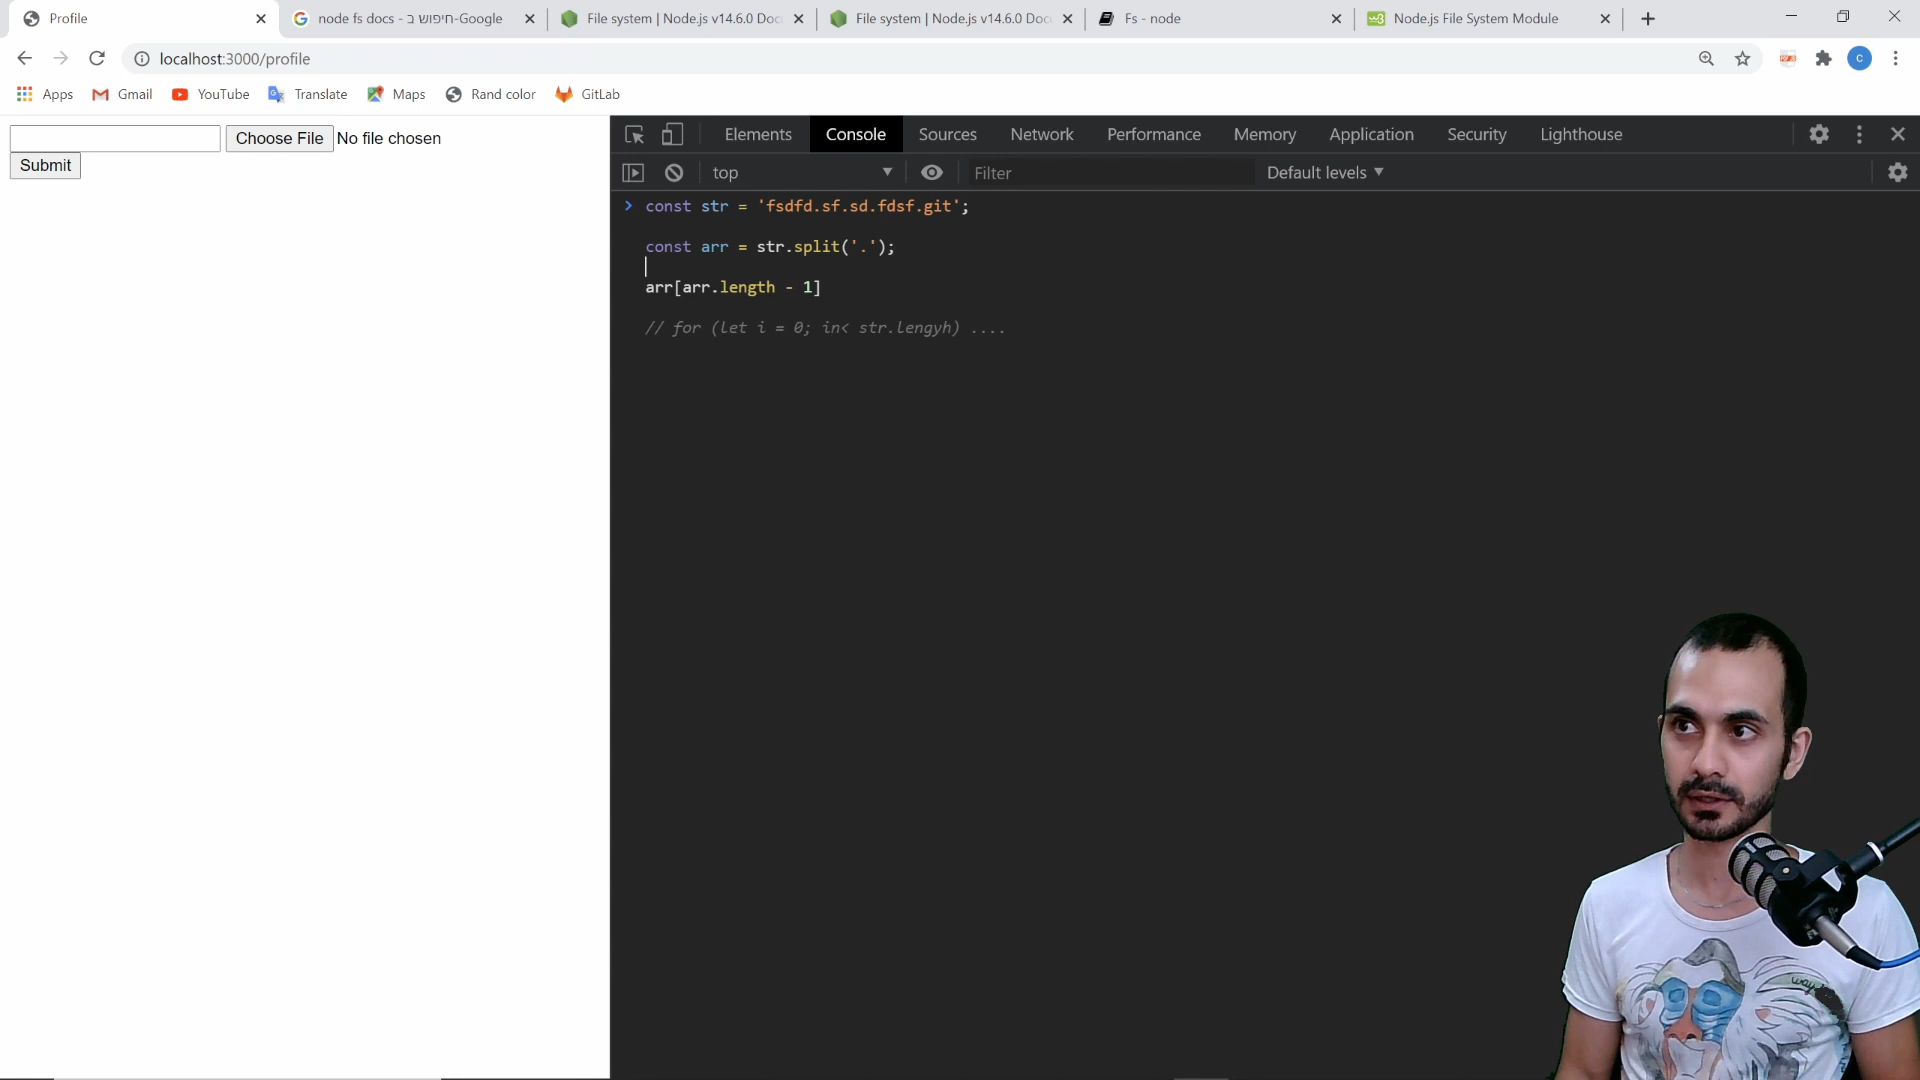 Profile
node fs docs - חיפוש ב-Google
File system | Node.js v14.6.0 Doc
File system | Node.js v14.6.0 Doc
Fs - node
Node.js File System Module
localhost:3000/profile
Apps
Gmail
YouTube
Translate
Maps
Rand color
GitLab
Choose File
No file chosen
Submit
Elements
Console
Sources
Network
Performance
Memory
Application
Security
Lighthouse
top
Filter
Default levels
const str = 'fsdfd.sf.sd.fdsf.git';
const arr = str.split('.');
arr[arr.length - 1]
// for (let i = 0; in< str.lengyh) ....